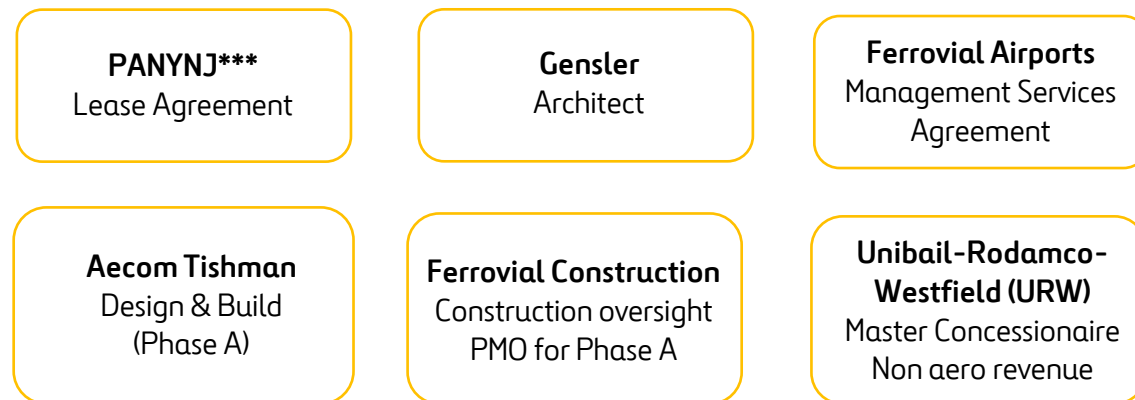 PANYNJ***
Lease Agreement
Gensler
Architect
Ferrovial Airports
Management Services
Agreement
Aecom Tishman
Design & Build
(Phase A)
Ferrovial Construction
Construction oversight
PMO for Phase A
Unibail-Rodamco-
Westfield (URW)
Master Concessionaire
Non aero revenue